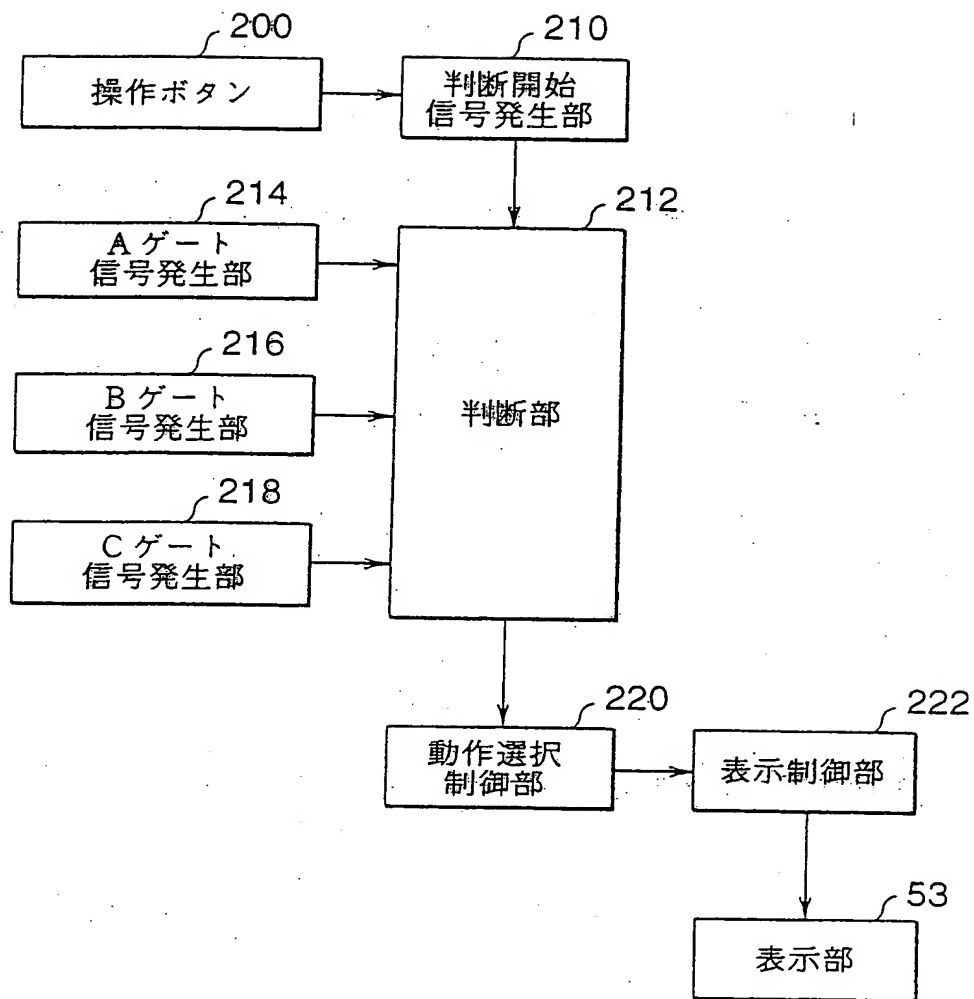 200
操作ボタン
210
判断開始
信号発生部
214
Aゲート
信号発生部
212
判断部
216
Bゲート
信号発生部
218
Cゲート
信号発生部
220
動作選択
制御部
222
表示制御部
53
表示部